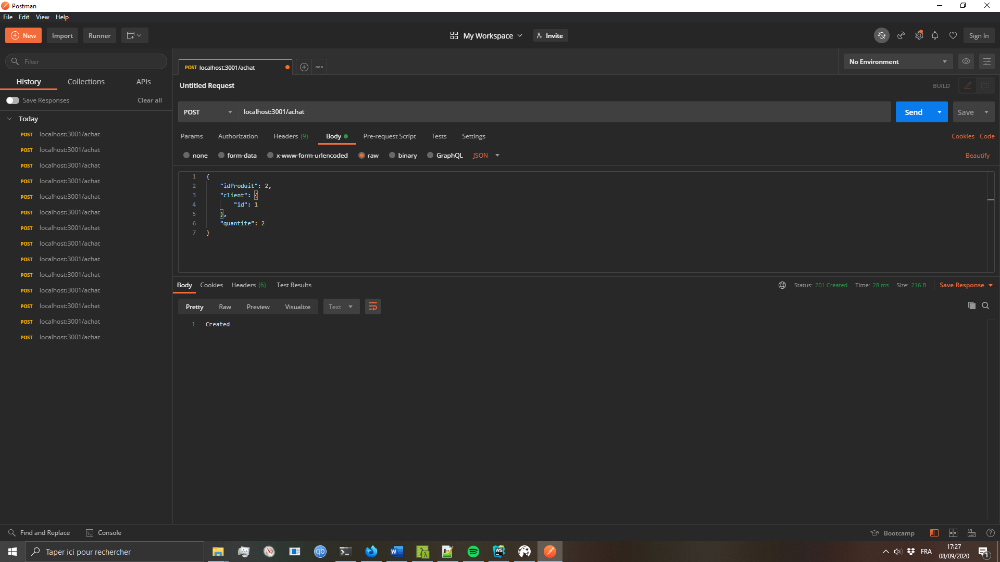 Postman
File Edit View Help
New Import Runner My Workspace Invite Sign In
Filter
POST localhost:3001/achat
No Environment
History Collections APIs
Untitled Request
BUILD
Save Responses Clear all
POST localhost:3001/achat Send Save
Today
POST localhost:3001/achat
POST localhost:3001/achat
POST localhost:3001/achat
POST localhost:3001/achat
POST localhost:3001/achat
POST localhost:3001/achat
POST localhost:3001/achat
POST localhost:3001/achat
POST localhost:3001/achat
POST localhost:3001/achat
POST localhost:3001/achat
POST localhost:3001/achat
POST localhost:3001/achat
POST localhost:3001/achat
Params Authorization Headers (9) Body Pre-request Script Tests Settings Cookies Code
none form-data x-www-form-urlencoded raw binary GraphQL JSON Beautify
1 {
2 "idProduit": 2,
3 "client": {
4 "id": 1
5 },
6 "quantite": 2
7 }
Body Cookies Headers (6) Test Results Status: 201 Created Time: 28 ms Size: 216 B Save Response
Pretty Raw Preview Visualize Text
1 Created
Find and Replace Console Bootcamp
Taper ici pour rechercher
qb W WS
FRA
17:27
08/09/2020
1